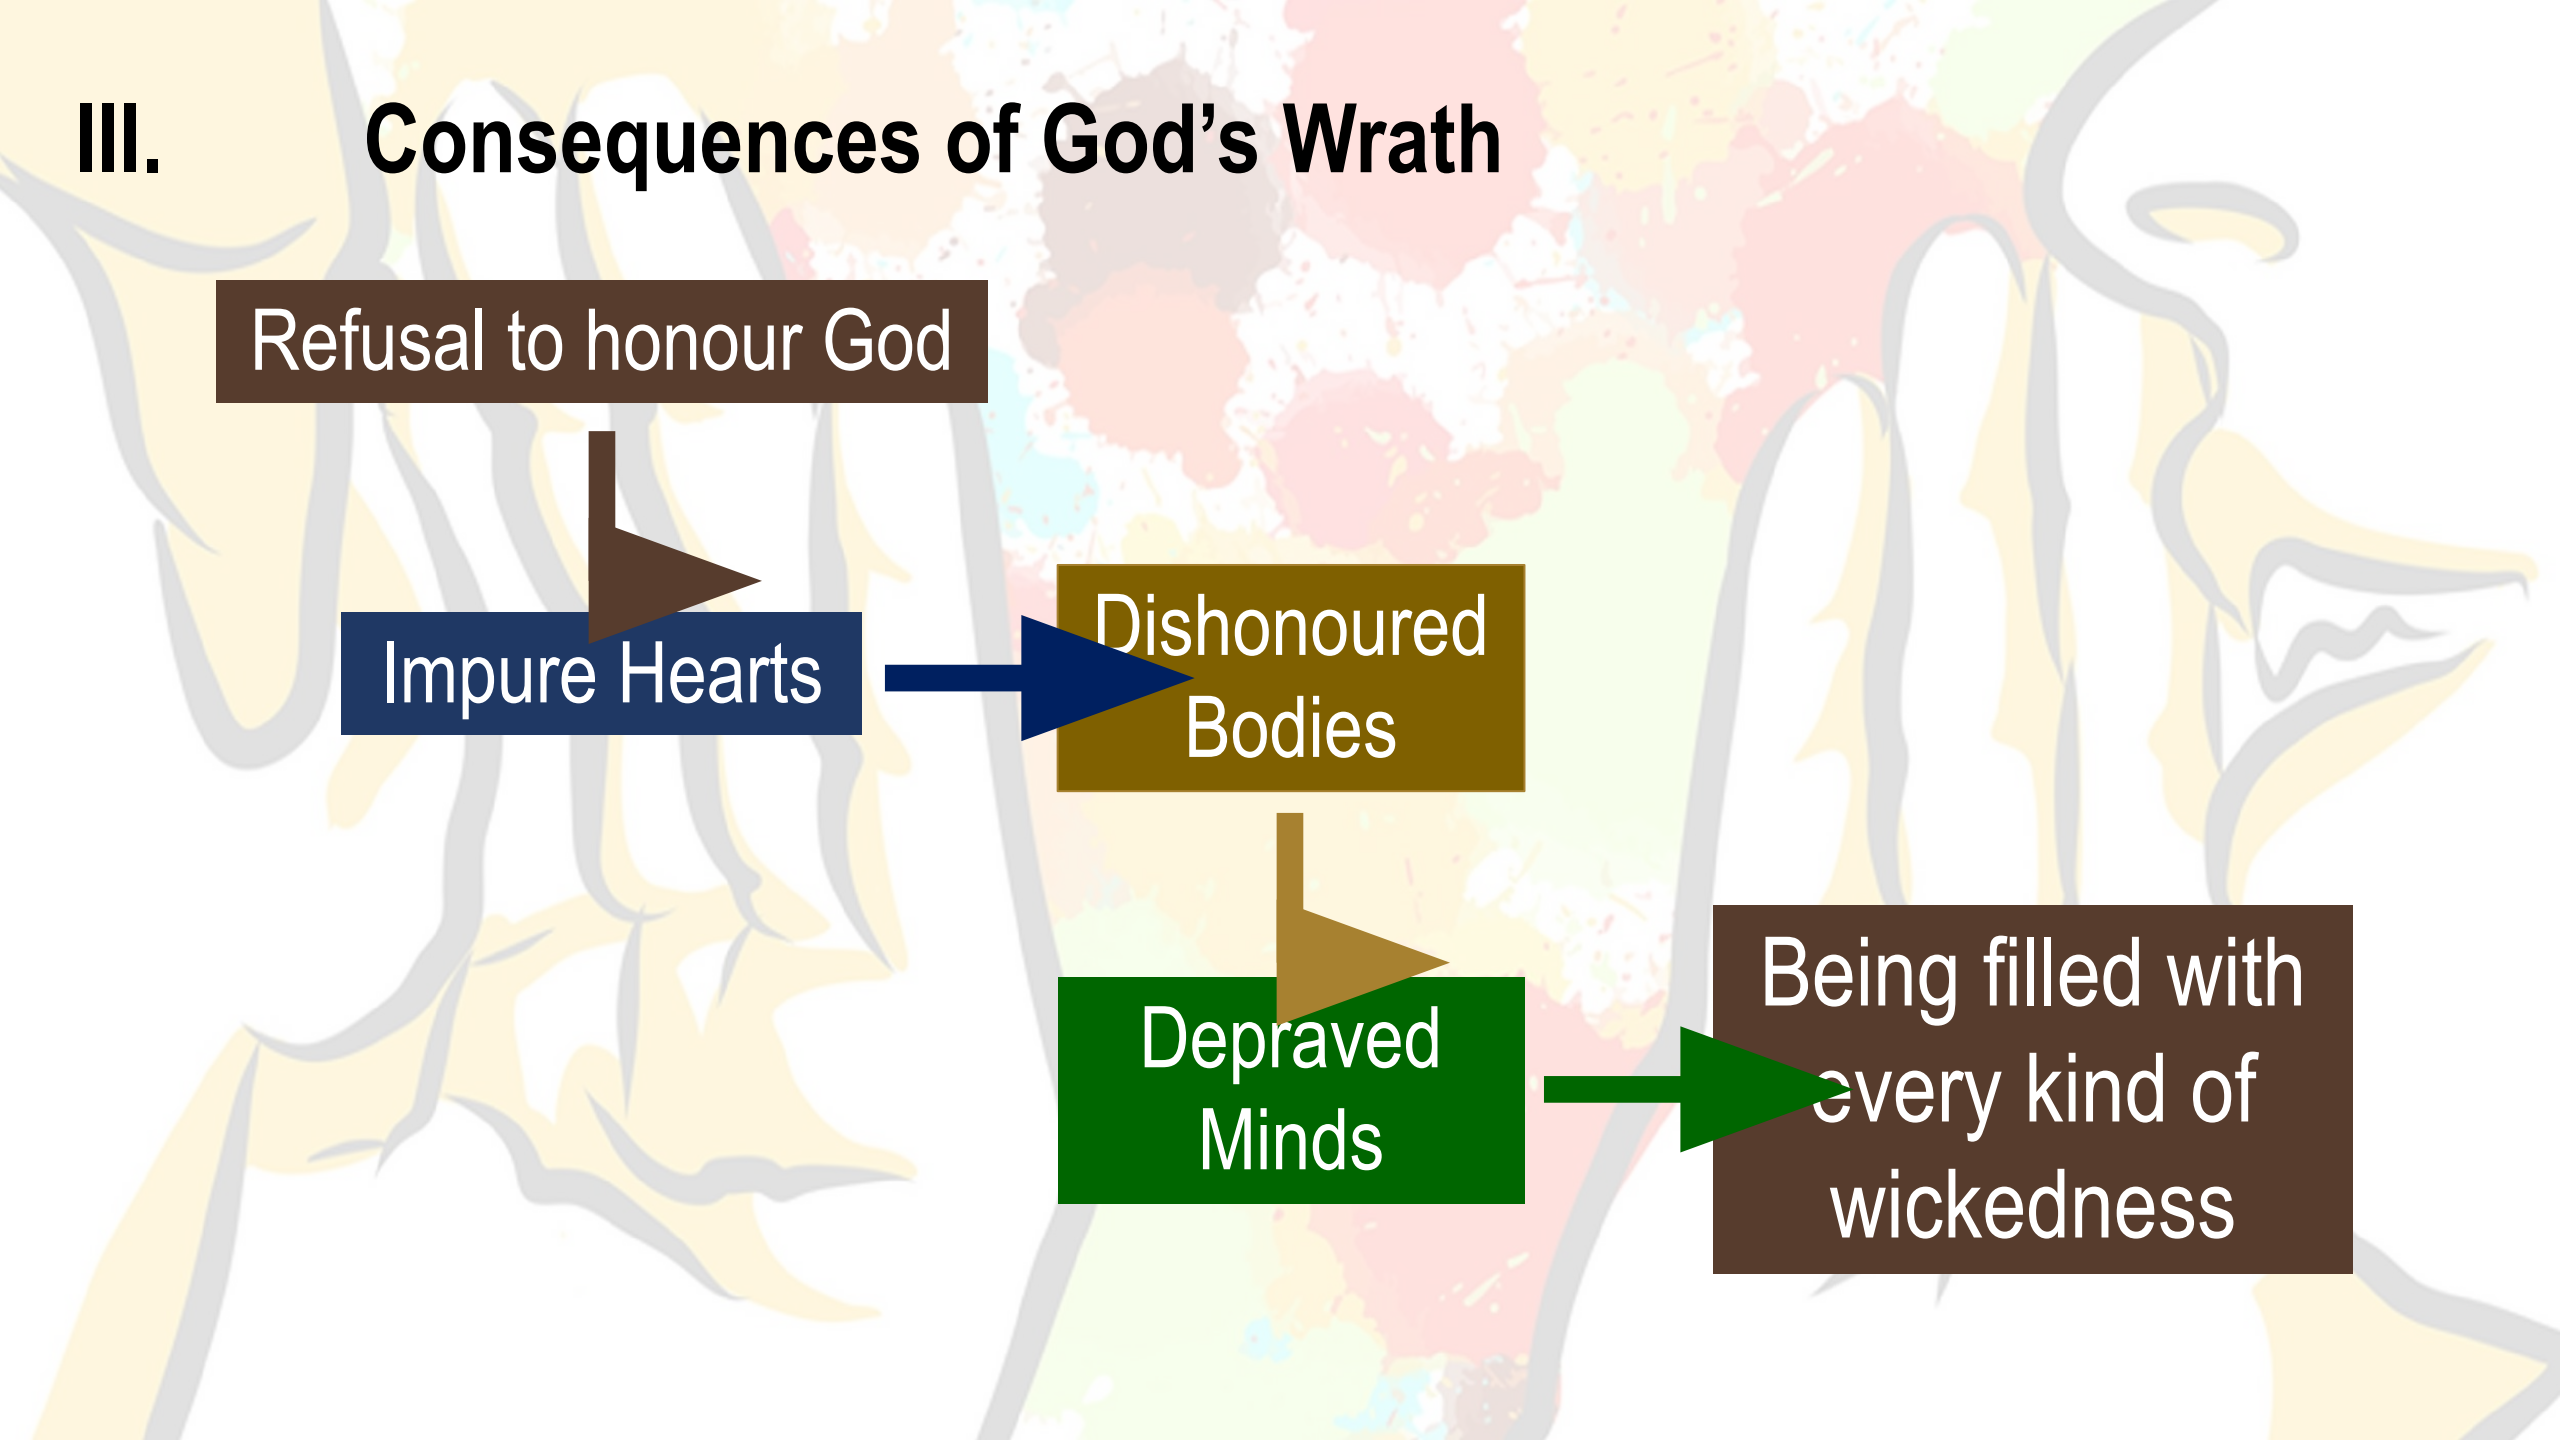 III. Consequences of God’s Wrath
Refusal to honour God
Impure Hearts
Dishonoured
Bodies
Depraved
Minds
Being filled with
every kind of
wickedness